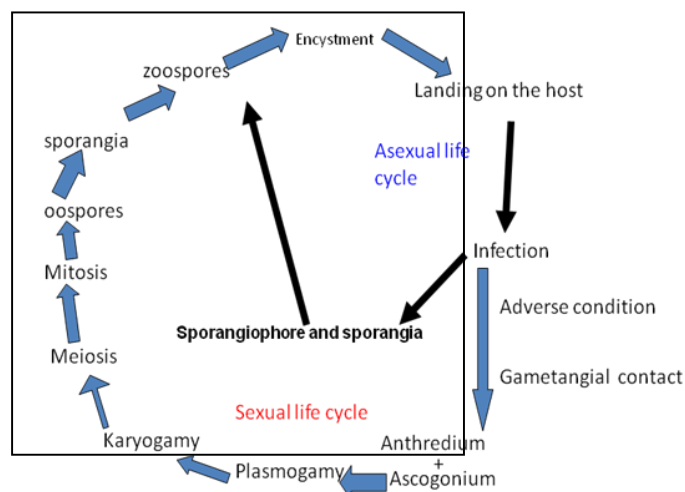 Encystment
zoospores
Landing on the host
sporangia
Asexual life
cycle
oospores
Infection
Mitosis
Adverse condition
Sporangiophore and sporangia
Meiosis
Gametangial contact
Sexual life cycle
Karyogamy
Anthredium
+
Plasmogamy
Ascogonium